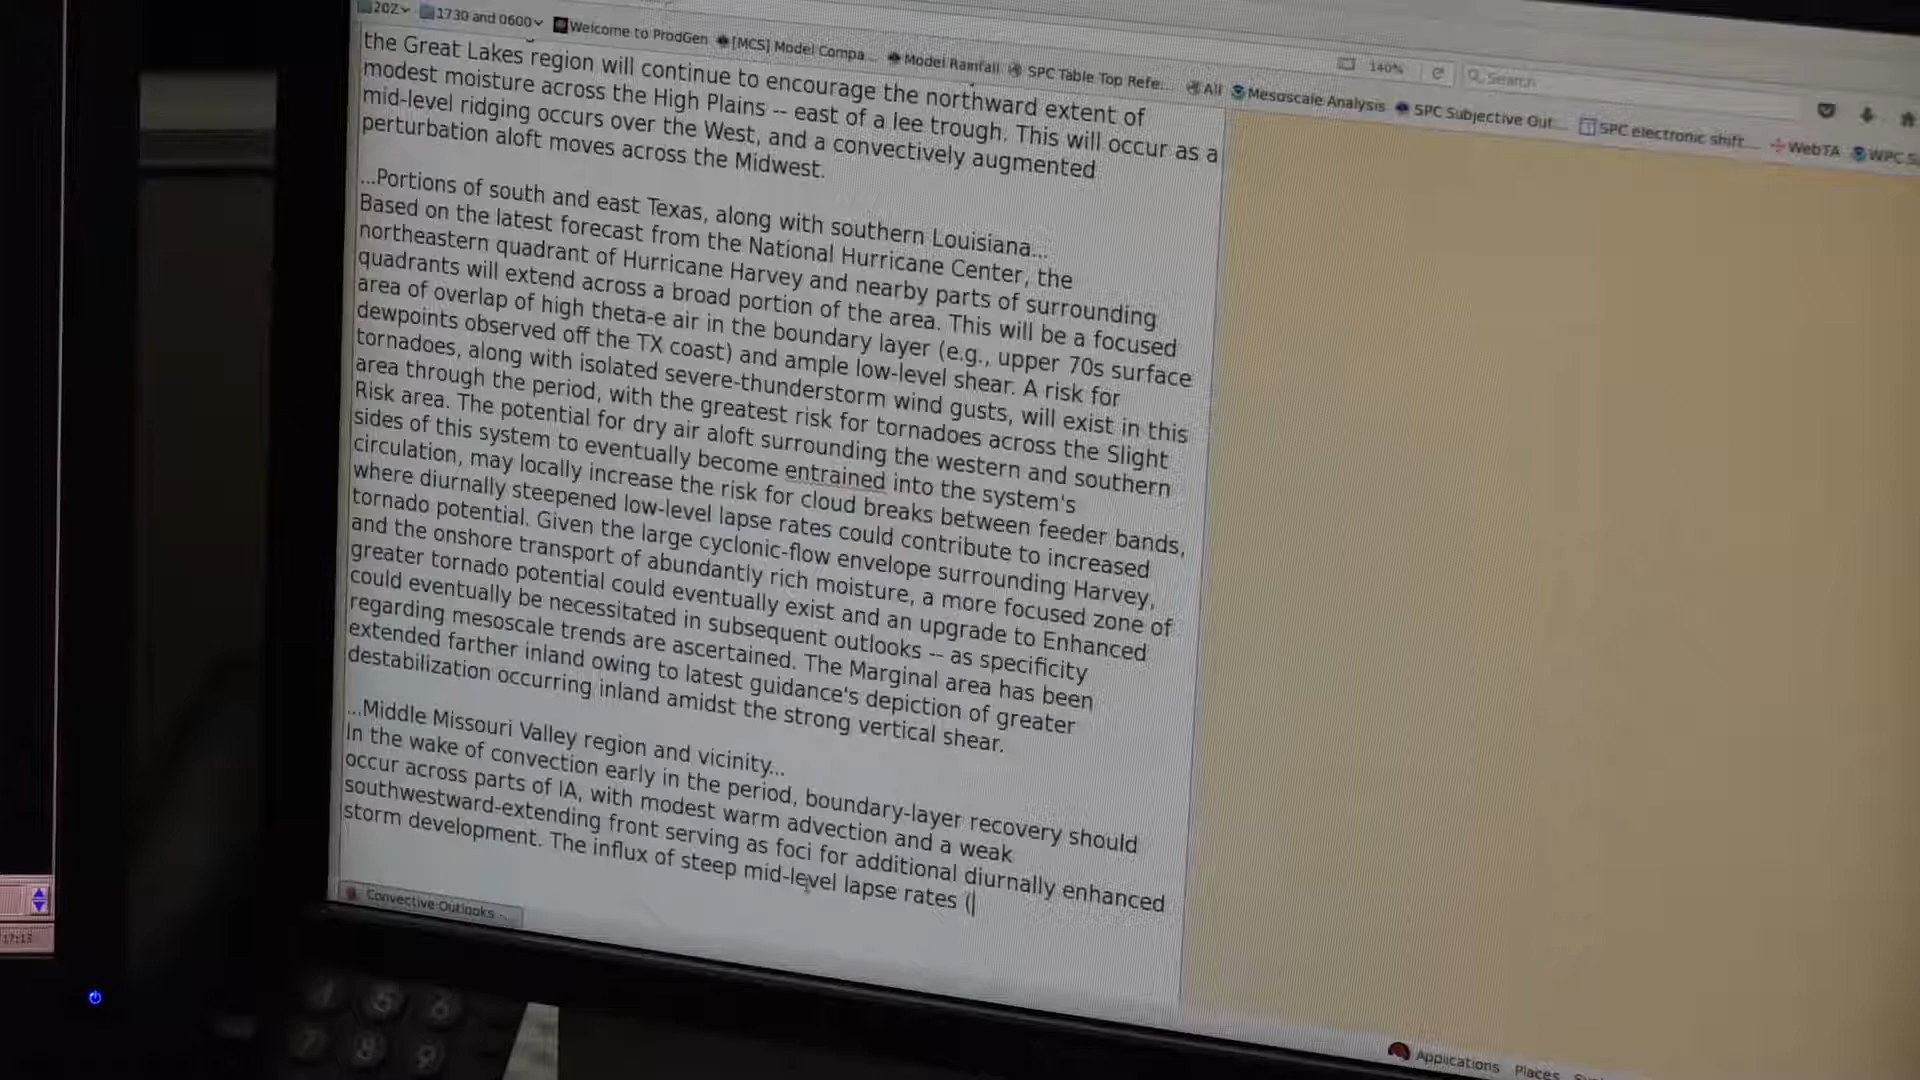 20Z
1730 and 0600
Welcome to ProdGen
[MCS] Model Compa...
Model Rainfall
SPC Table Top Refe...
All
Mesoscale Analysis
SPC Subjective Out...
SPC electronic shift...
WebTA
WPC
140%
Search
the Great Lakes region will continue to encourage the northward extent of
modest moisture across the High Plains -- east of a lee trough. This will occur as a
mid-level ridging occurs over the West, and a convectively augmented
perturbation aloft moves across the Midwest.
...Portions of south and east Texas, along with southern Louisiana...
Based on the latest forecast from the National Hurricane Center, the
northeastern quadrant of Hurricane Harvey and nearby parts of surrounding
quadrants will extend across a broad portion of the area. This will be a focused
area of overlap of high theta-e air in the boundary layer (e.g., upper 70s surface
dewpoints observed off the TX coast) and ample low-level shear. A risk for
tornadoes, along with isolated severe-thunderstorm wind gusts, will exist in this
area through the period, with the greatest risk for tornadoes across the Slight
Risk area. The potential for dry air aloft surrounding the western and southern
sides of this system to eventually become entrained into the system's
circulation, may locally increase the risk for cloud breaks between feeder bands,
where diurnally steepened low-level lapse rates could contribute to increased
tornado potential. Given the large cyclonic-flow envelope surrounding Harvey,
and the onshore transport of abundantly rich moisture, a more focused zone of
greater tornado potential could eventually exist and an upgrade to Enhanced
could eventually be necessitated in subsequent outlooks -- as specificity
regarding mesoscale trends are ascertained. The Marginal area has been
extended farther inland owing to latest guidance's depiction of greater
destabilization occurring inland amidst the strong vertical shear.
...Middle Missouri Valley region and vicinity...
In the wake of convection early in the period, boundary-layer recovery should
occur across parts of IA, with modest warm advection and a weak
southwestward-extending front serving as foci for additional diurnally enhanced
storm development. The influx of steep mid-level lapse rates (
Convective Outlooks -...
17:13
Applications
Places
4 5 6
7 8 9